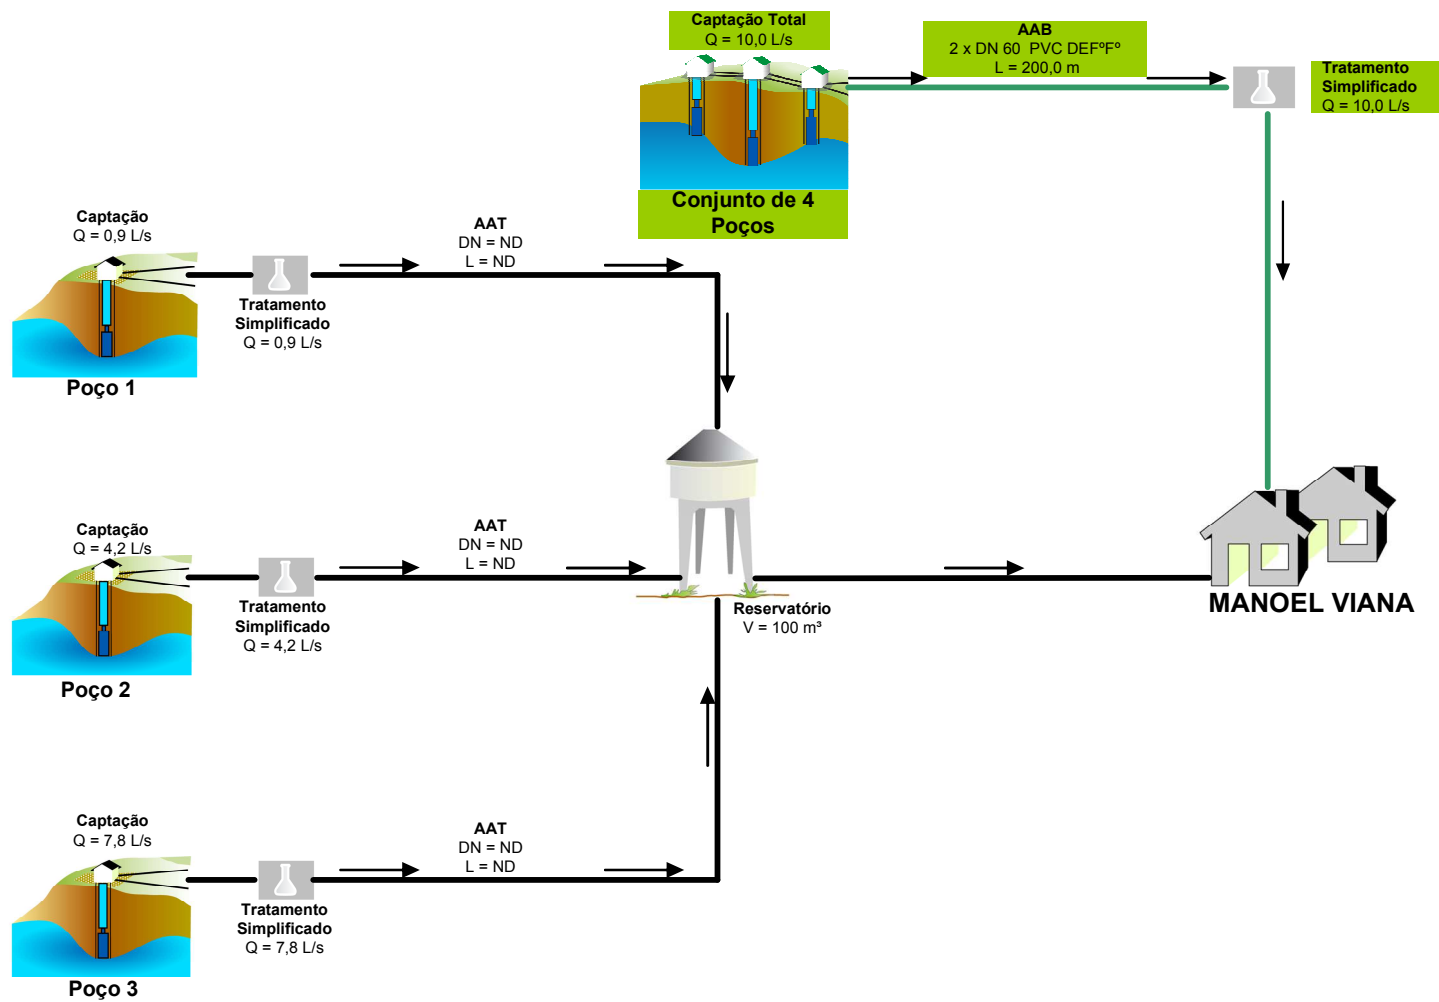 Captação Total
Q = 10,0 L/s
AAB
2 x DN 60  PVC DEFºFº
L = 200,0 m
Tratamento
Simplificado
Q = 10,0 L/s
Conjunto de 4
Poços
Captação
Q = 0,9 L/s
AAT
DN = ND
L = ND
Tratamento
Simplificado
Q = 0,9 L/s
Poço 1
Captação
Q = 4,2 L/s
AAT
DN = ND
L = ND
Tratamento
Simplificado
Q = 4,2 L/s
Poço 2
Reservatório
V = 100 m³
MANOEL VIANA
Captação
Q = 7,8 L/s
AAT
DN = ND
L = ND
Tratamento
Simplificado
Q = 7,8 L/s
Poço 3